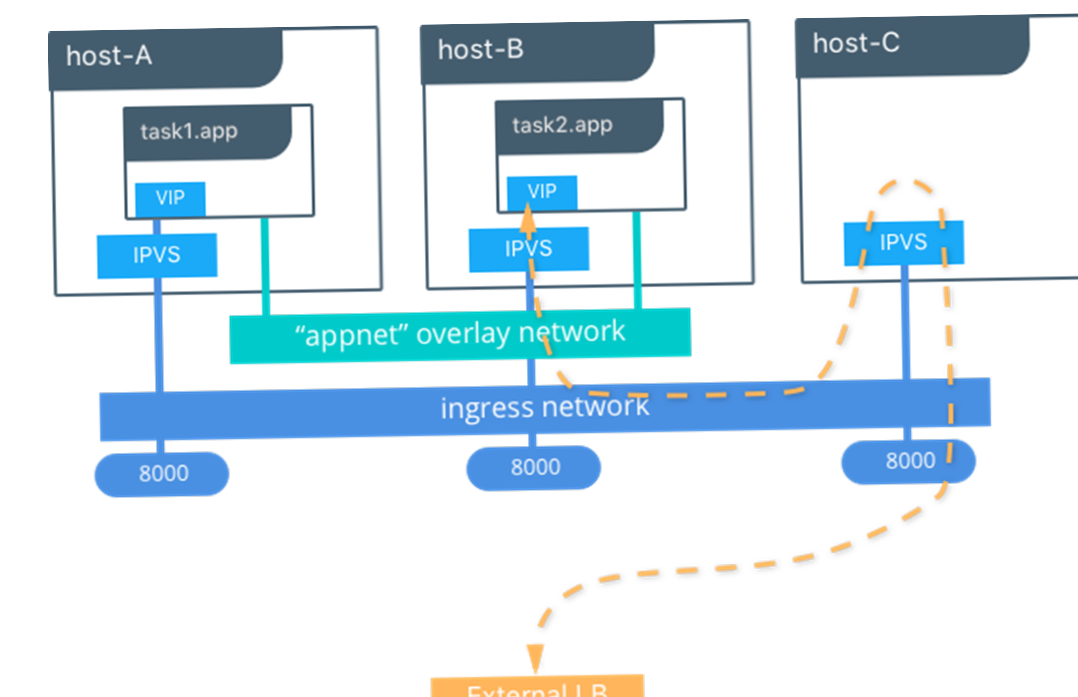 host-A
host-B
host-C
task1.app
task2.app
VIP
VIP
IPVS
IPVS
IPVS
“appnet” overlay network
ingress network
8000
8000
8000
External LB